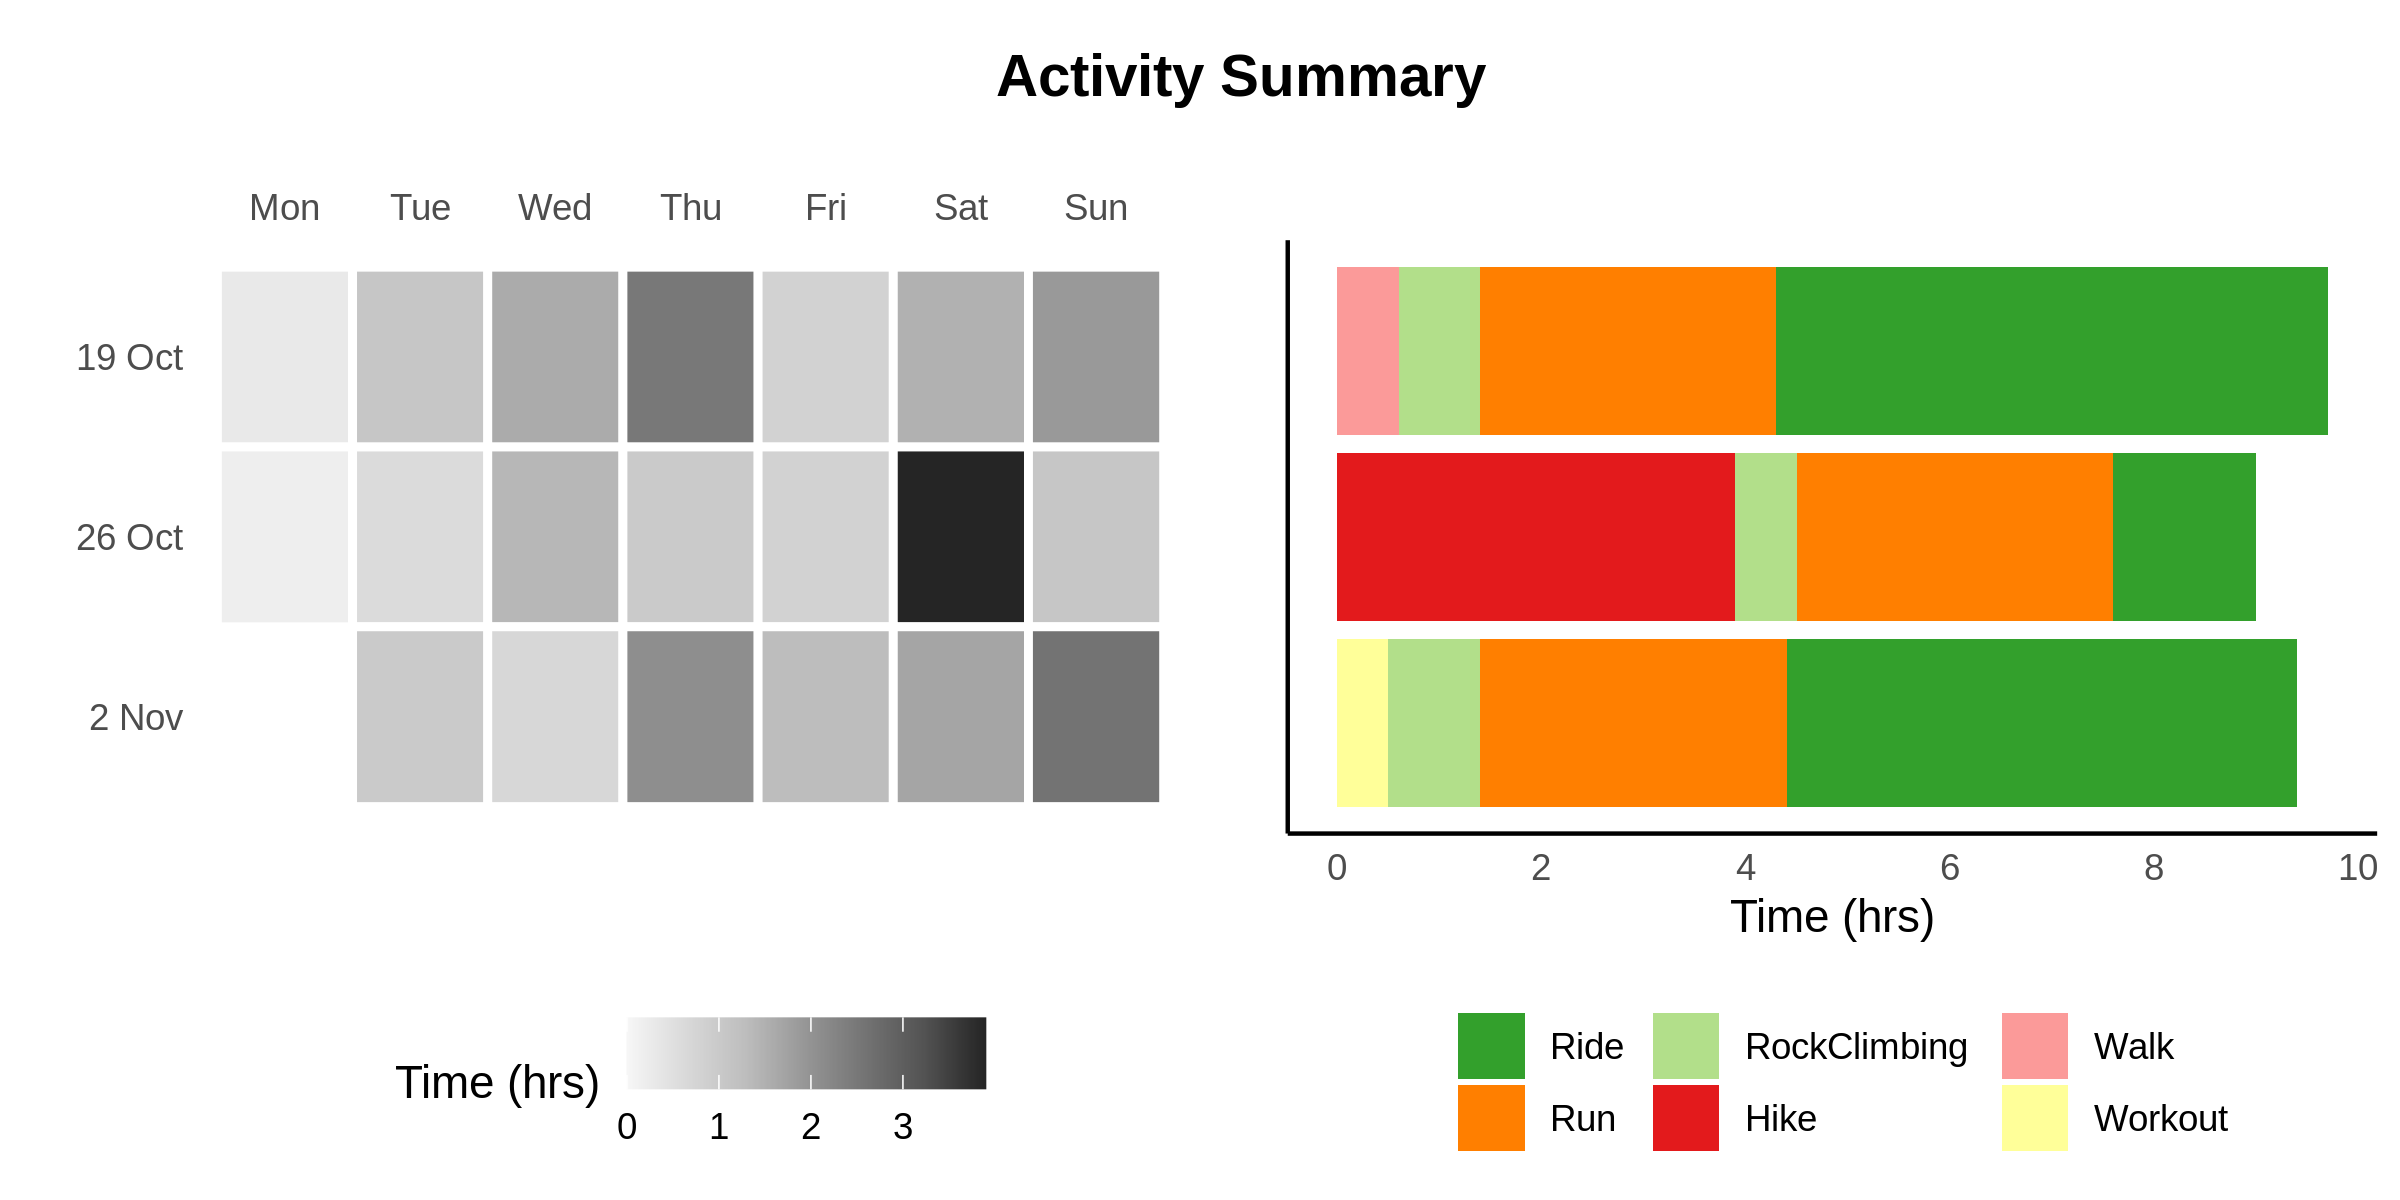 Activity Summary
Mon Tue Wed Thu Fri Sat Sun
19 Oct
26 Oct
2 Nov
0 2 4 6 8 10
Time (hrs)
Time (hrs)
0 1 2 3
Ride RockClimbing Walk
Run Hike Workout